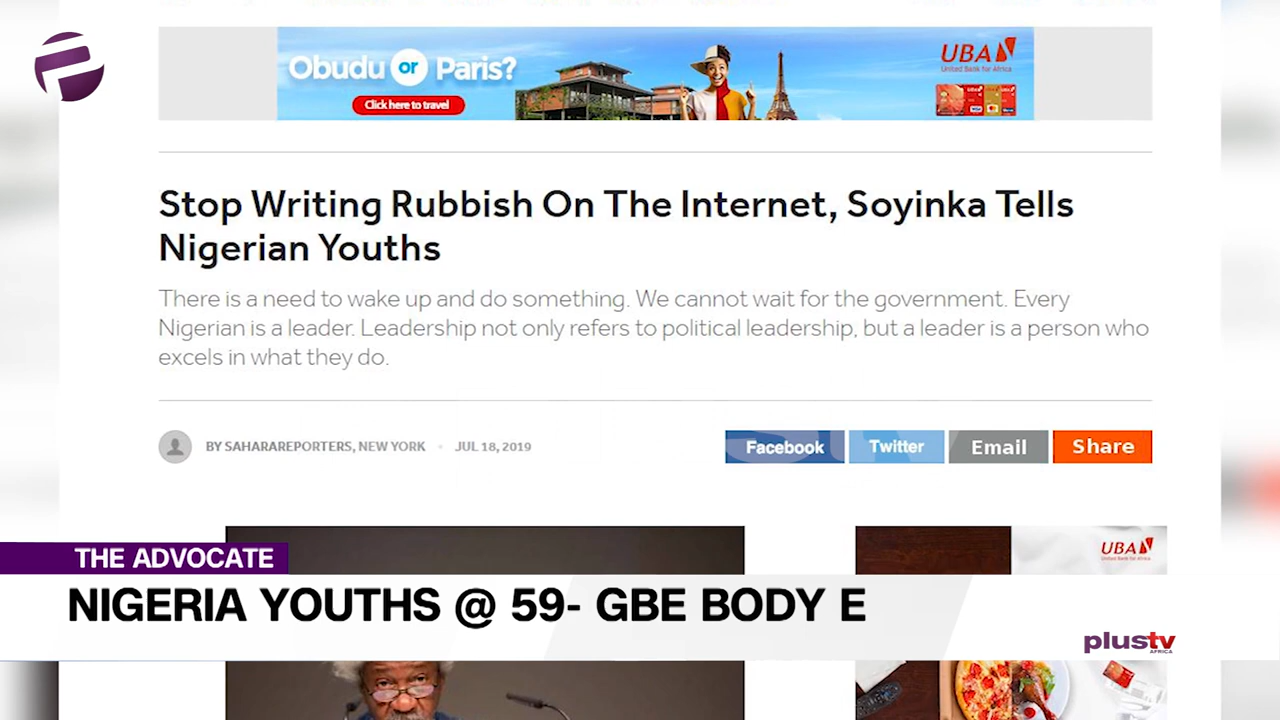 Obudu or Paris?
Click here to travel
UBA
United Bank for Africa
Stop Writing Rubbish On The Internet, Soyinka Tells
Nigerian Youths
There is a need to wake up and do something. We cannot wait for the government. Every
Nigerian is a leader. Leadership not only refers to political leadership, but a leader is a person who
excels in what they do.
BY SAHARAREPORTERS, NEW YORK • JUL 18, 2019
Facebook
Twitter
Email
Share
UBA
United Bank for Africa
THE ADVOCATE
NIGERIA YOUTHS @ 59- GBE BODY E
plustv
AFRICA